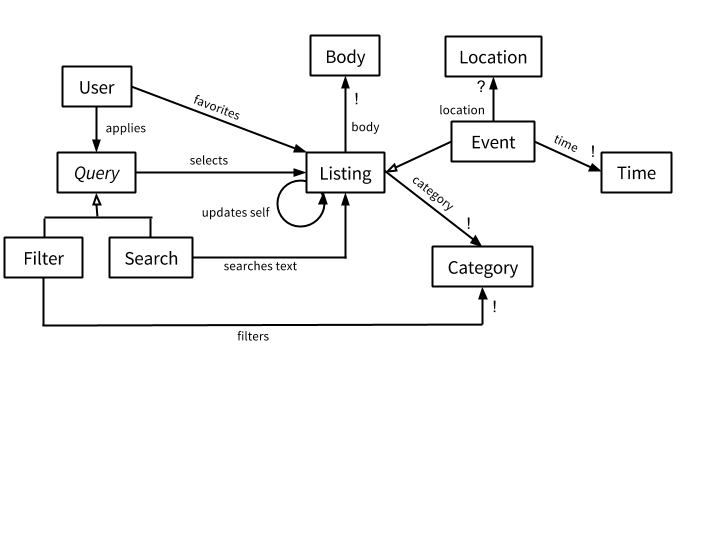 Body
Location
User
?
!
favorites
location
applies
body
Event
time
!
selects
Query
Listing
Time
category
updates self
!
Filter
Search
searches text
Category
!
filters